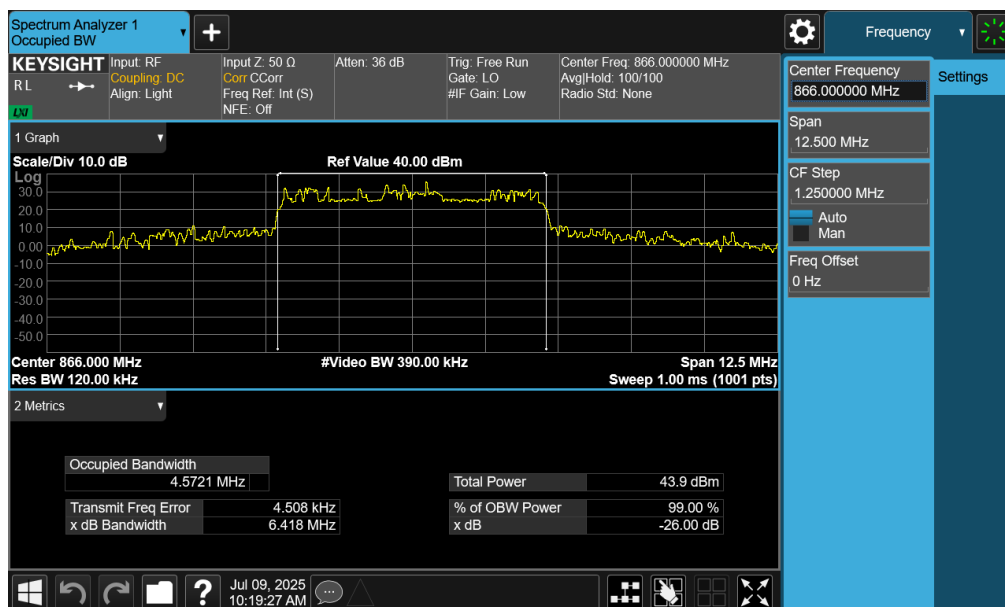 Spectrum Analyzer 1
Occupied BW
+
Frequency
KEYSIGHT
RL
LXI
Input: RF
Coupling: DC
Align: Light
Input Z: 50 Ω
Corr CCorr
Freq Ref: Int (S)
NFE: Off
Atten: 36 dB
Trig: Free Run
Gate: LO
#IF Gain: Low
Center Freq: 866.000000 MHz
Avg|Hold: 100/100
Radio Std: None
Center Frequency
866.000000 MHz
Settings
Span
12.500 MHz
CF Step
1.250000 MHz
Auto
Man
Freq Offset
0 Hz
1 Graph
Scale/Div 10.0 dB
Ref Value 40.00 dBm
Log
30.0
20.0
10.0
0.00
-10.0
-20.0
-30.0
-40.0
-50.0
Center 866.000 MHz
#Video BW 390.00 kHz
Span 12.5 MHz
Res BW 120.00 kHz
Sweep 1.00 ms (1001 pts)
2 Metrics
Occupied Bandwidth
4.5721 MHz
Total Power 43.9 dBm
Transmit Freq Error 4.508 kHz
% of OBW Power 99.00 %
x dB Bandwidth 6.418 MHz
x dB -26.00 dB
?
Jul 09, 2025
10:19:27 AM